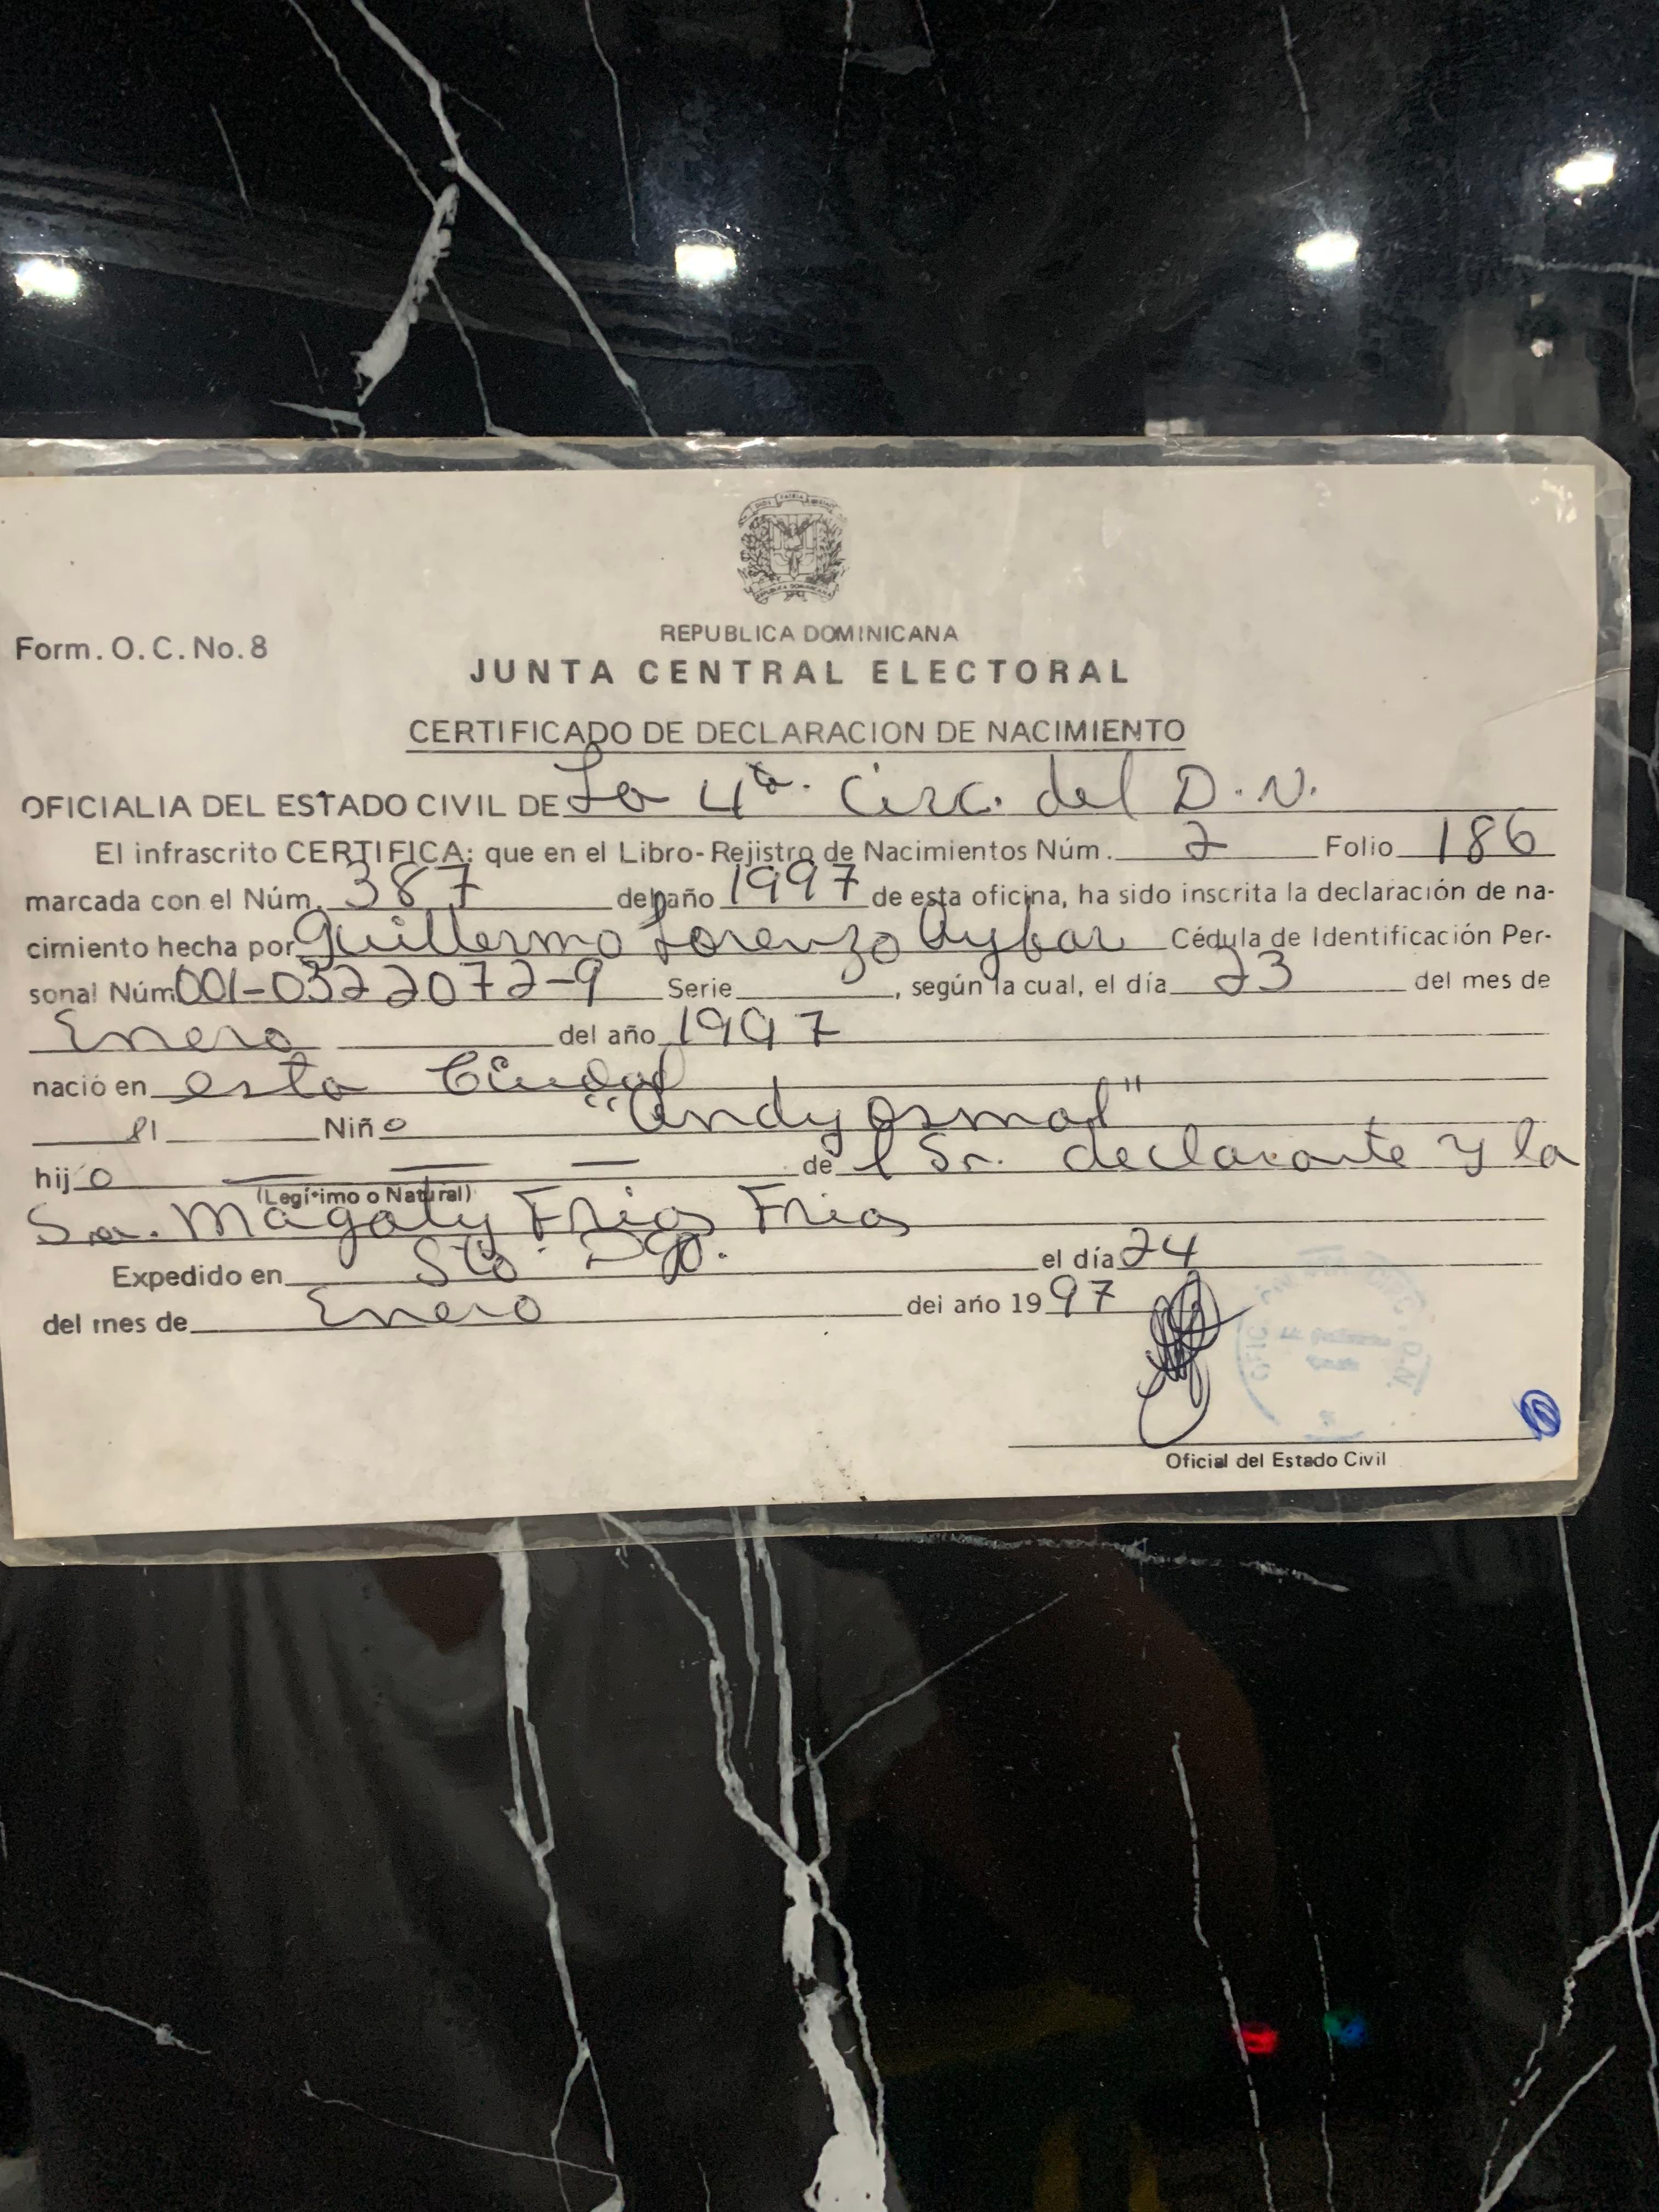 Form. O. C. No. 8
REPUBLICA DOMINICANA
JUNTA CENTRAL ELECTORAL
CERTIFICADO DE DECLARACION DE NACIMIENTO
OFICIALIA DEL ESTADO CIVIL DE La 4ta. Circ. del D. N.
El infrascrito CERTIFICA: que en el Libro-Rejistro de Nacimientos Núm. 2 Folio 186
marcada con el Núm. 387 del año 1997 de esta oficina, ha sido inscrita la declaración de na-
cimiento hecha por Guillermo Lorenzo Aybar Cédula de Identificación Per-
sonal Núm 001-0322072-9 Serie , según la cual, el día 23 del mes de
Enero del año 1997
nació en esta Ciudad
el Niño "Andy Osmal"
hijo de l Sr. declarante y la
(Legítimo o Natural)
Sra. Magaly Frias Frias
Expedido en Sto. Dgo. el día 24
del mes de Enero del año 1997
Oficial del Estado Civil